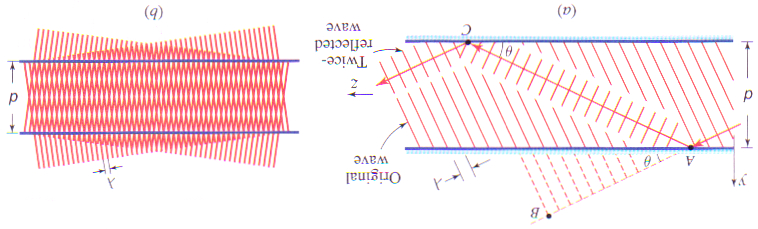 B
y
A
θ
λ
Original
wave
d
z
Twice-
reflected
wave
θ
C
(a)
λ
d
(b)